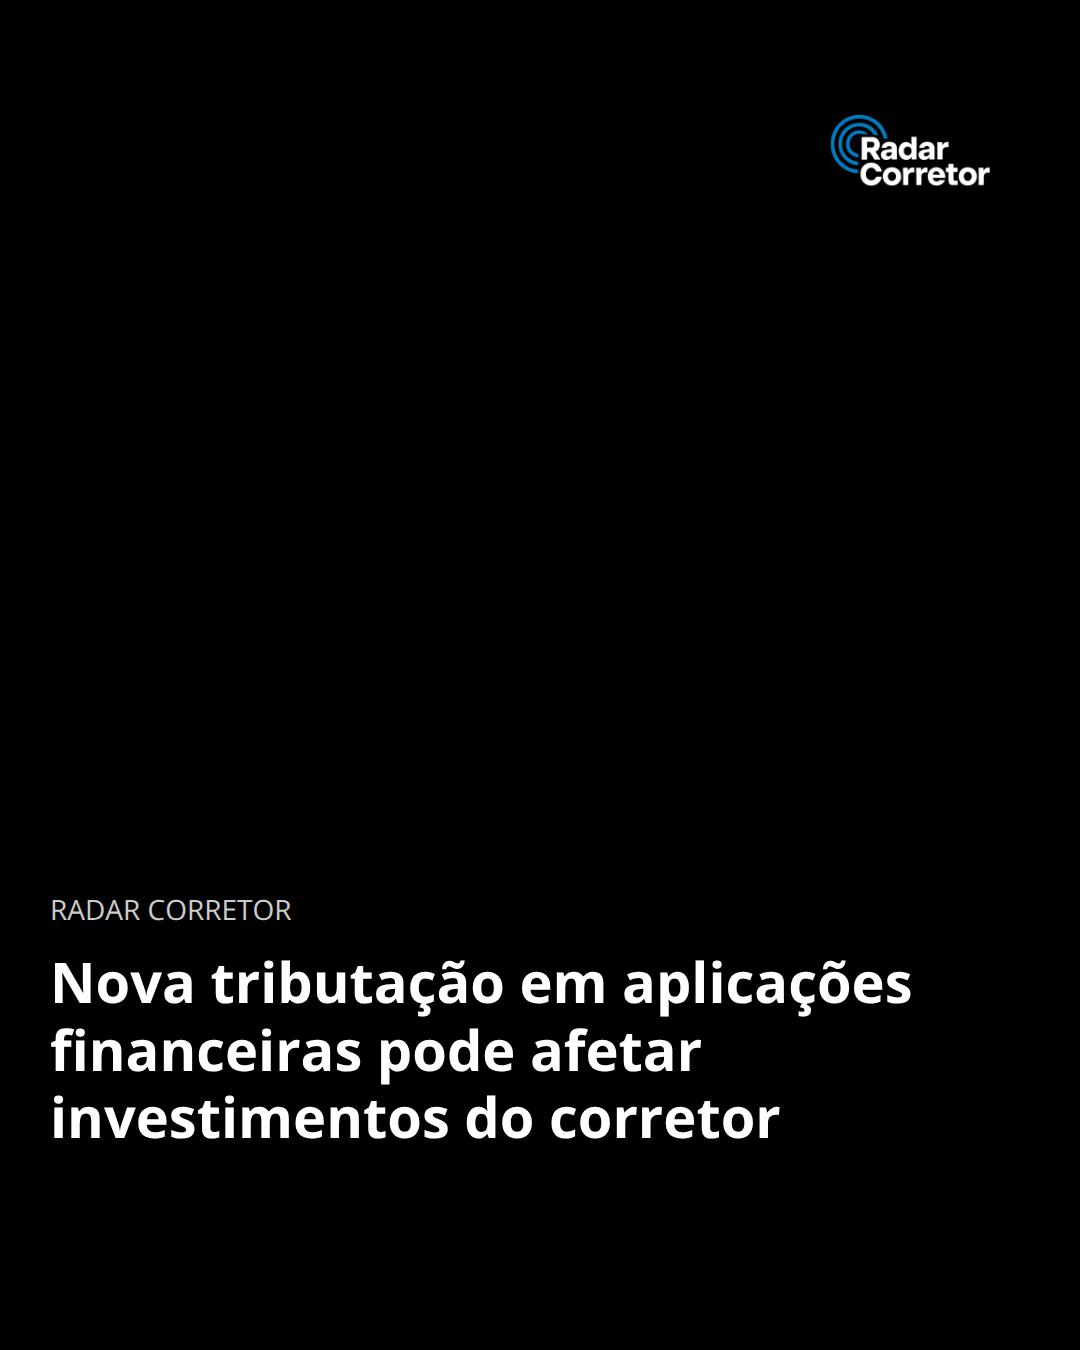 Radar
Corretor
RADAR CORRETOR
Nova tributação em aplicações
financeiras pode afetar
investimentos do corretor